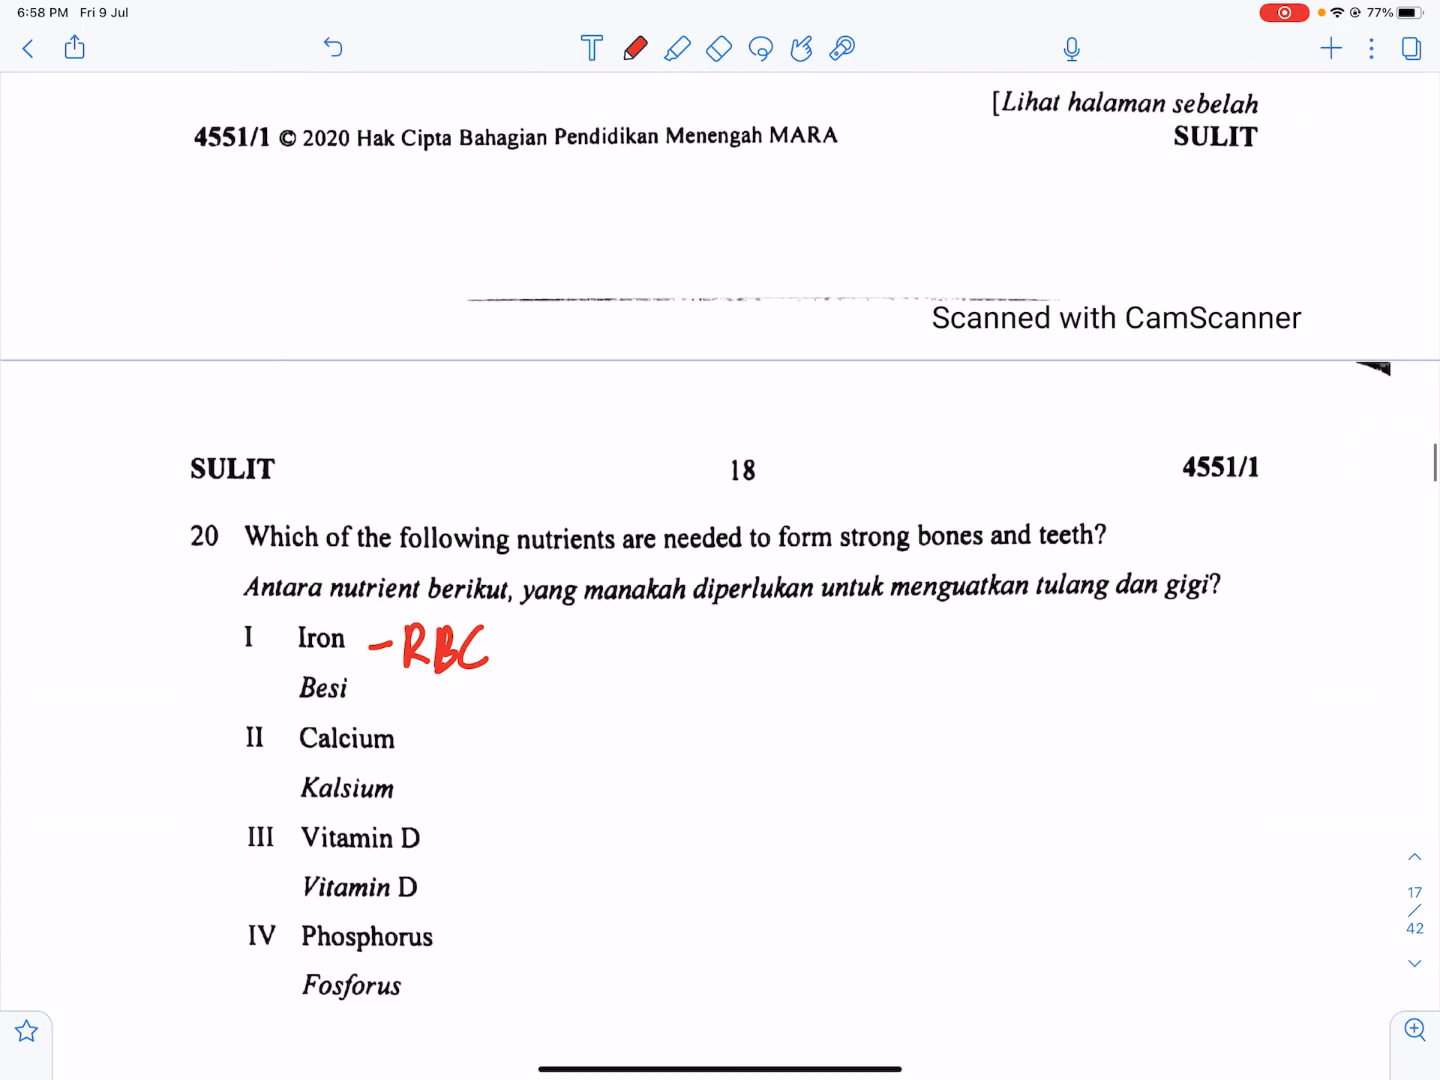 6:58 PM Fri 9 Jul 77%
[Lihat halaman sebelah
4551/1 © 2020 Hak Cipta Bahagian Pendidikan Menengah MARA SULIT
Scanned with CamScanner
SULIT 18 4551/1
20 Which of the following nutrients are needed to form strong bones and teeth?
Antara nutrient berikut, yang manakah diperlukan untuk menguatkan tulang dan gigi?
I Iron - RBC
Besi
II Calcium
Kalsium
III Vitamin D
Vitamin D
IV Phosphorus
Fosforus
17
/
42